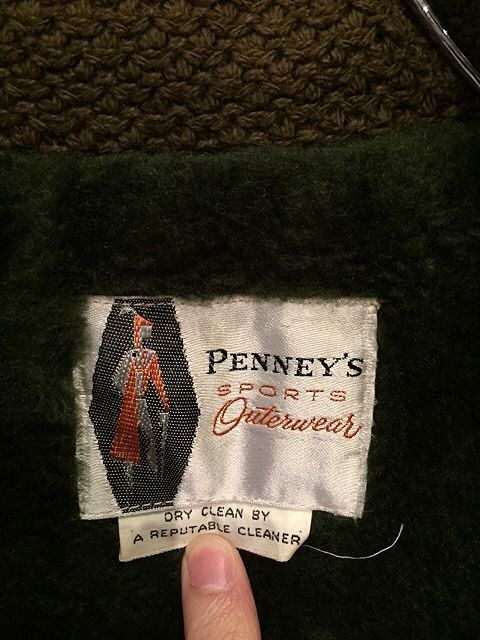 PENNEY'S
SPORTS
Outerwear
DRY CLEAN BY
A REPUTABLE CLEANER